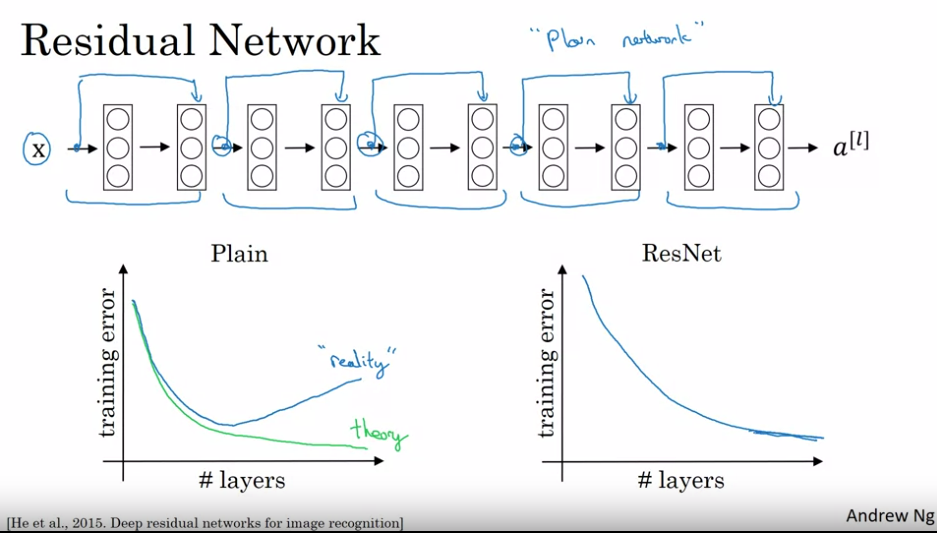 Residual Network
"Plain network"
x
a^[l]
Plain
ResNet
training error
"reality"
theory
# layers
training error
# layers
[He et al., 2015. Deep residual networks for image recognition]
Andrew Ng